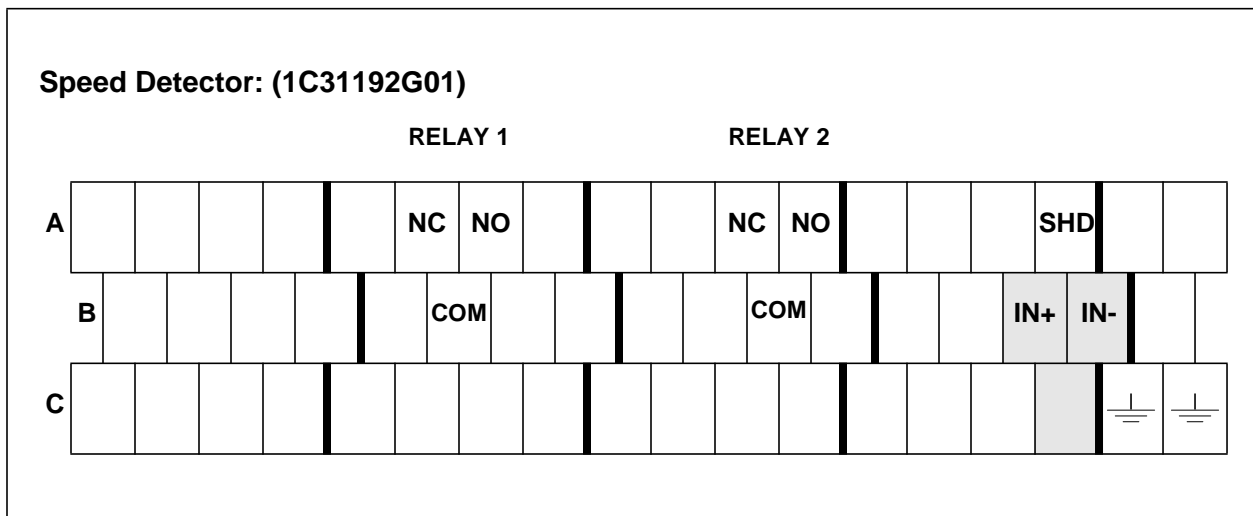 Speed Detector: (1C31192G01)
RELAY 1 RELAY 2
A NC NO NC NO SHD
B COM COM IN+ IN-
C